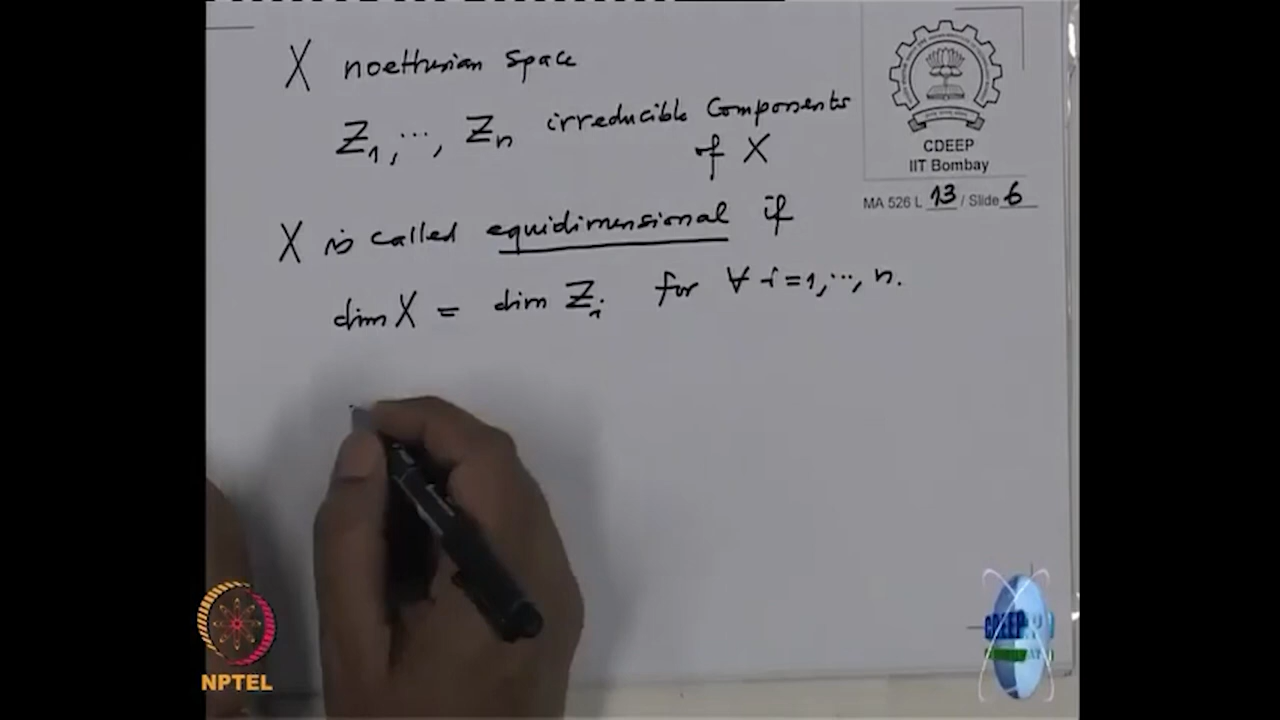 X noetherian space
Z₁, ..., Zₙ irreducible components
of X
X is called equidimensional if
dim X = dim Zᵢ for ∀ i=1, ..., n.
CDEEP
IIT Bombay
MA 526 L 13 / Slide 6
NPTEL
CDEEP